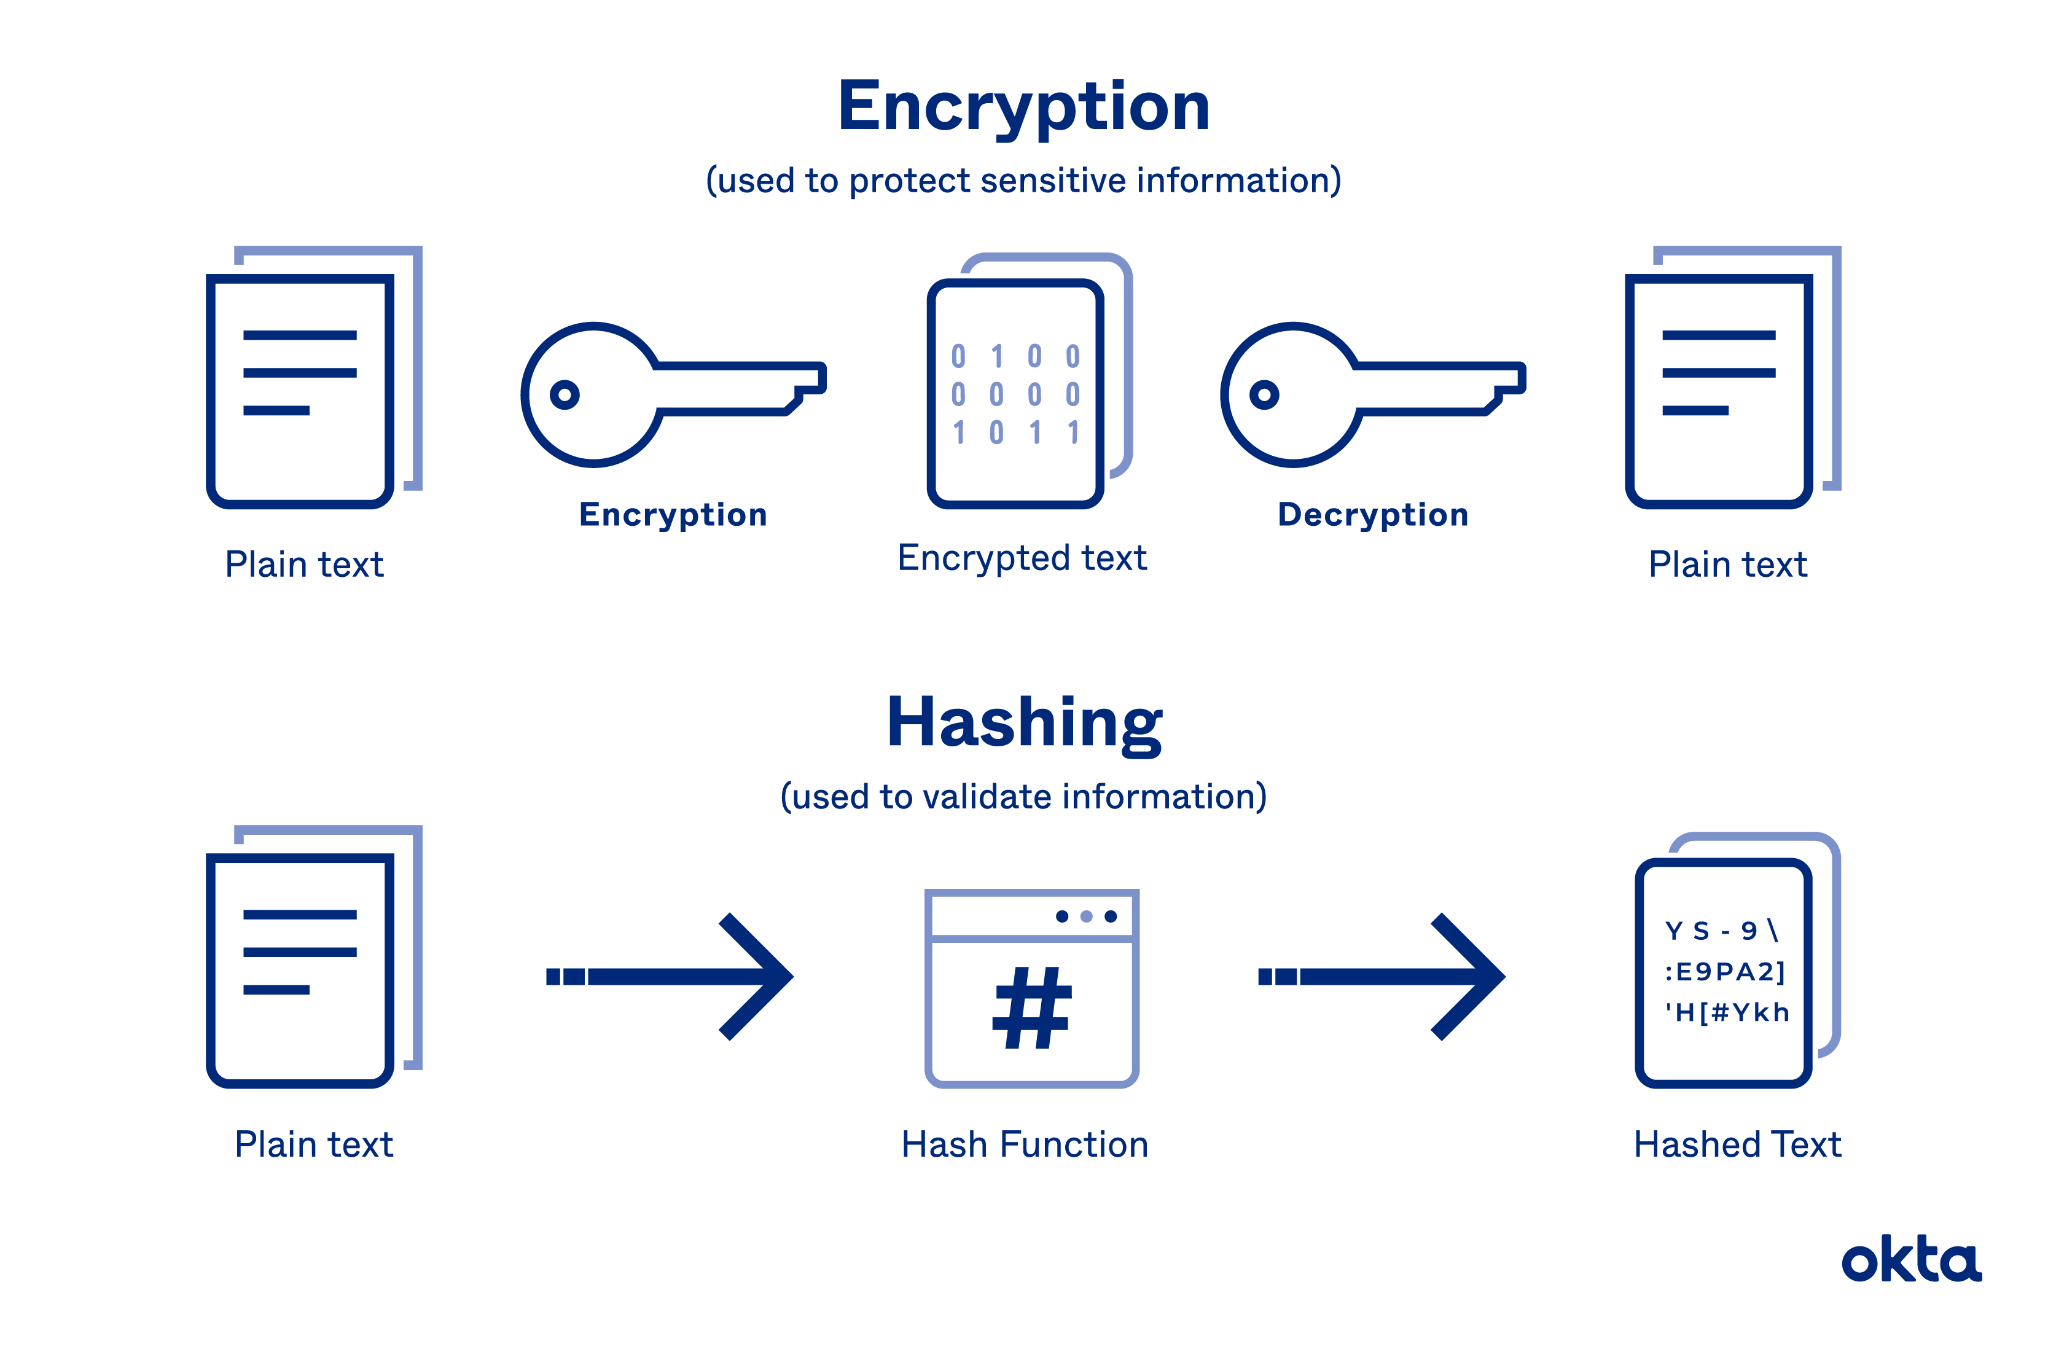 Encryption
(used to protect sensitive information)
0 1 0 0
0 0 0 0
1 0 1 1
Encryption
Decryption
Plain text
Encrypted text
Plain text
Hashing
(used to validate information)
#
Y S - 9 \
:E9PA2]
'H[#Ykh
Plain text
Hash Function
Hashed Text
okta